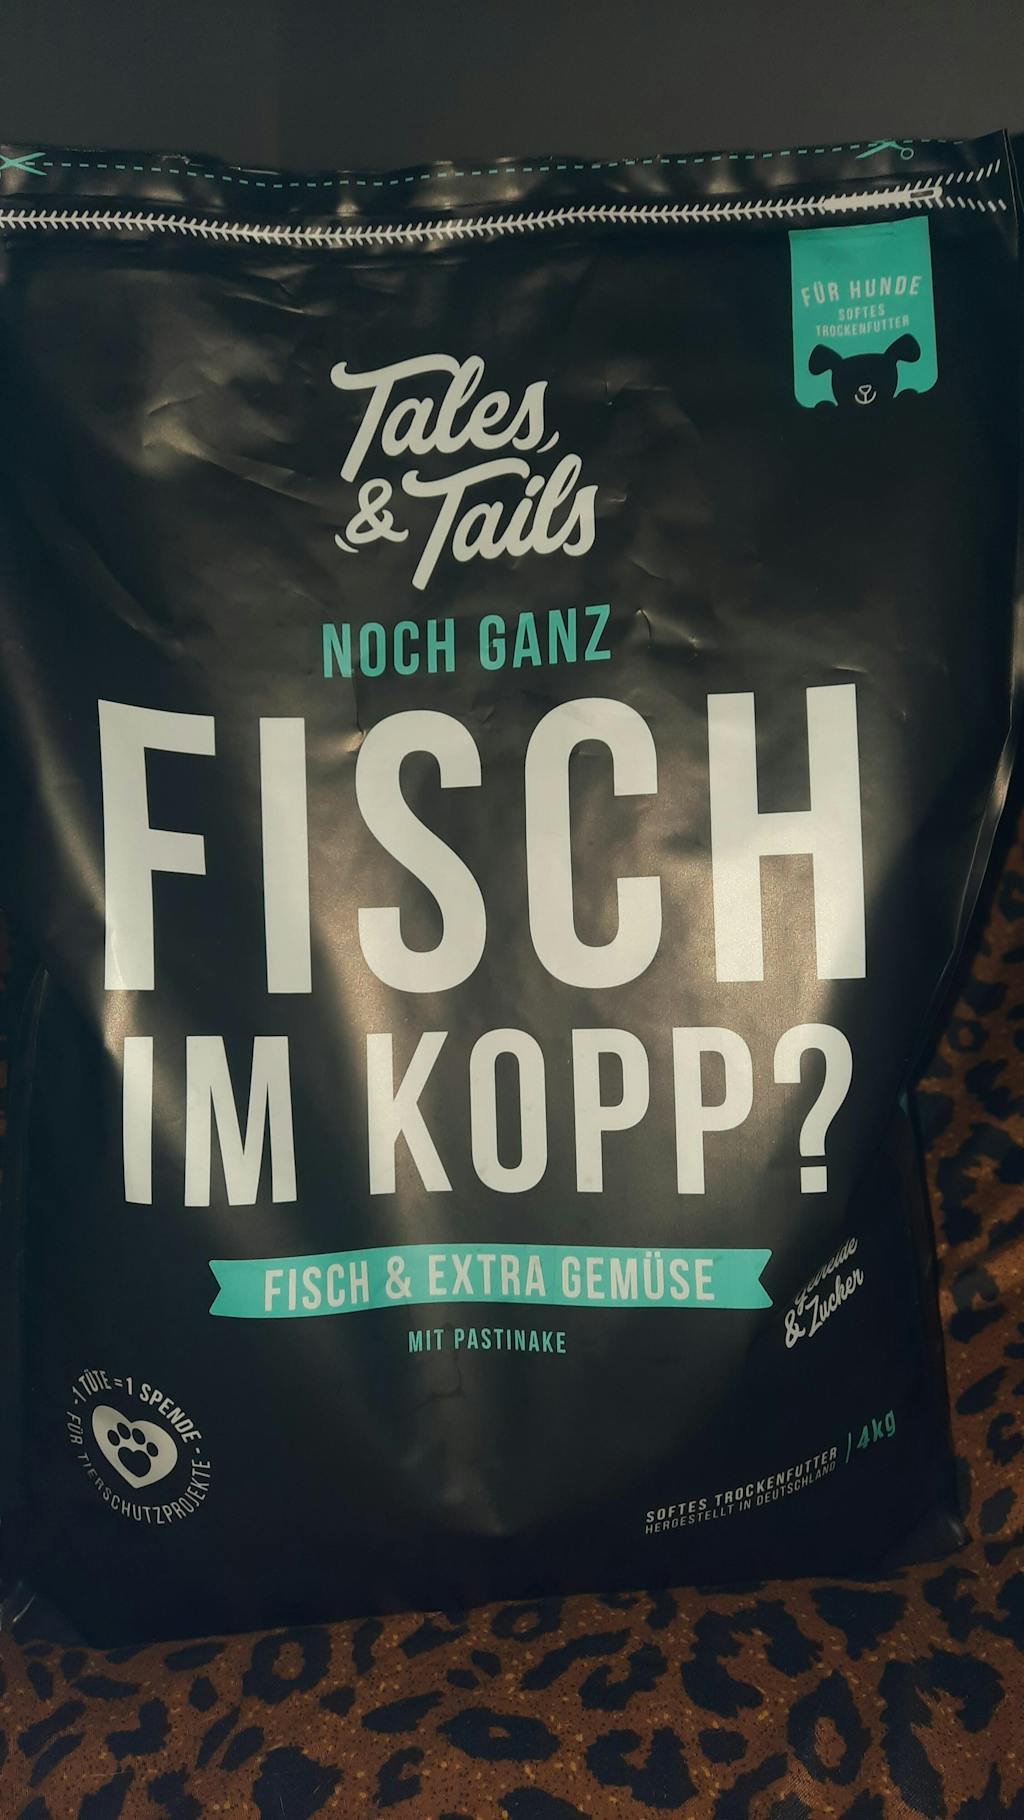 FÜR HUNDE
SOFTES
TROCKENFUTTER
Tales
& Tails
NOCH GANZ
FISCH
IM KOPP?
FISCH & EXTRA GEMÜSE
MIT PASTINAKE
& Zucker
1 TÜTE = 1 SPENDE
FÜR TIERSCHUTZPROJEKTE
SOFTES TROCKENFUTTER
HERGESTELLT IN DEUTSCHLAND
| 4kg